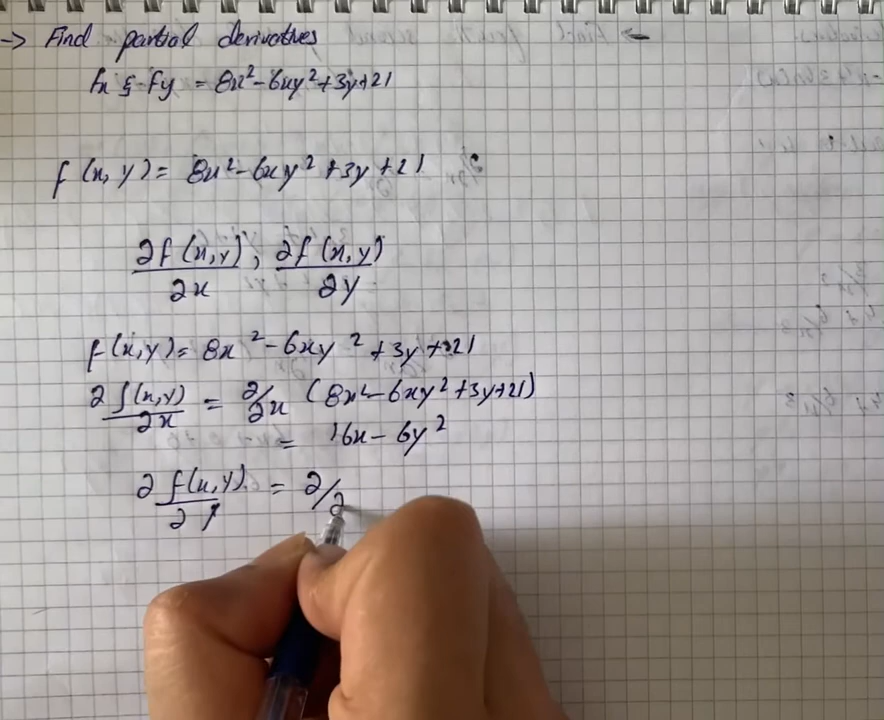 → Find partial derivatives
fx & fy = 8x²-6xy²+3y+21
f(x,y)= 8x²-6xy²+3y+21
∂f(x,y)/∂x , ∂f(x,y)/∂y
f(x,y)= 8x²-6xy²+3y+21
∂f(x,y)/∂x = ∂/∂x (8x²-6xy²+3y+21)
= 16x-6y²
∂f(x,y)/∂y = ∂/∂